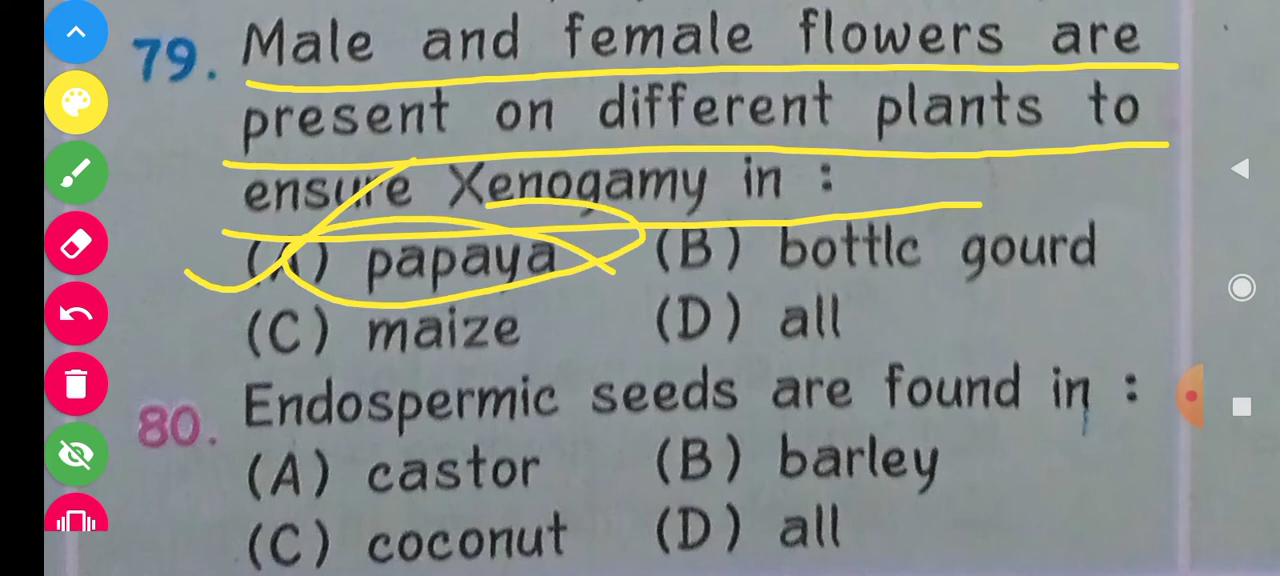 79. Male and female flowers are
present on different plants to
ensure Xenogamy in :
(A) papaya (B) bottle gourd
(C) maize (D) all
80. Endospermic seeds are found in :
(A) castor (B) barley
(C) coconut (D) all